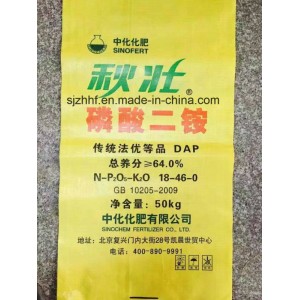 中化化肥
SINOFERT
秋壮®
sjzhhf@made-in-china.com
磷酸二铵
传统法优等品 DAP
总养分≥64.0%
N-P₂O₅-K₂O 18-46-0
GB 10205-2009
净含量：50kg
中化化肥有限公司
SINOCHEM FERTILIZER CO., LTD.
地址：北京复兴门内大街28号凯晨世贸中心
电话：400-890-9991